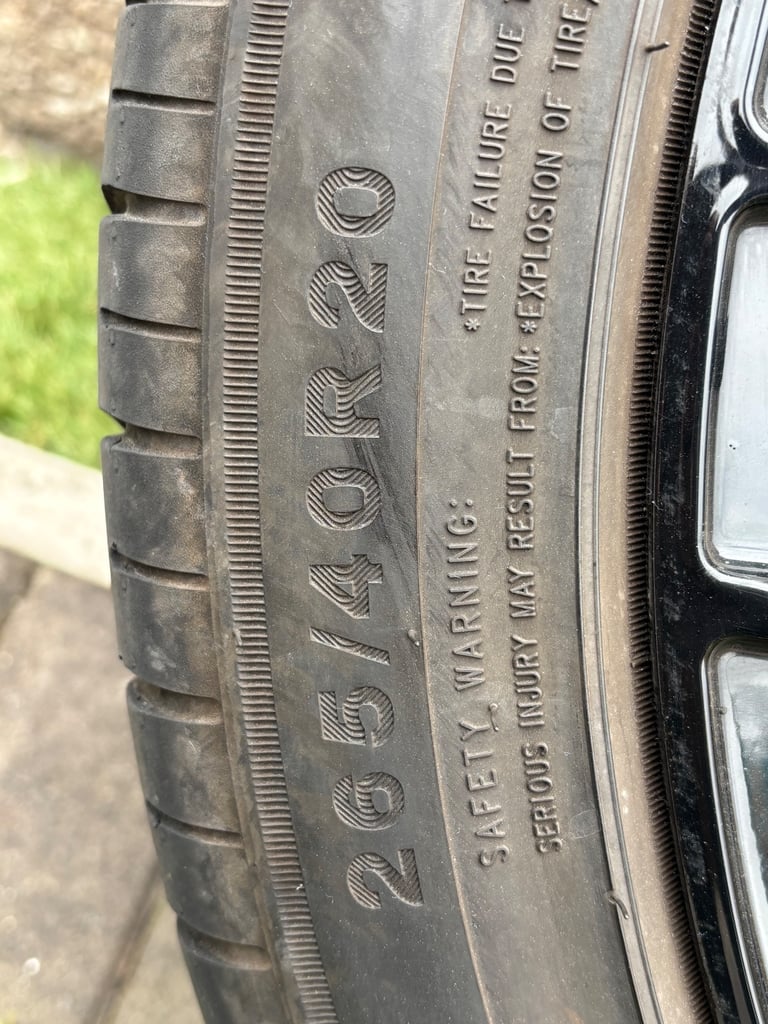 265/40R20
SAFETY WARNING:
SERIOUS INJURY MAY RESULT FROM: *EXPLOSION OF TIRE/
*TIRE FAILURE DUE